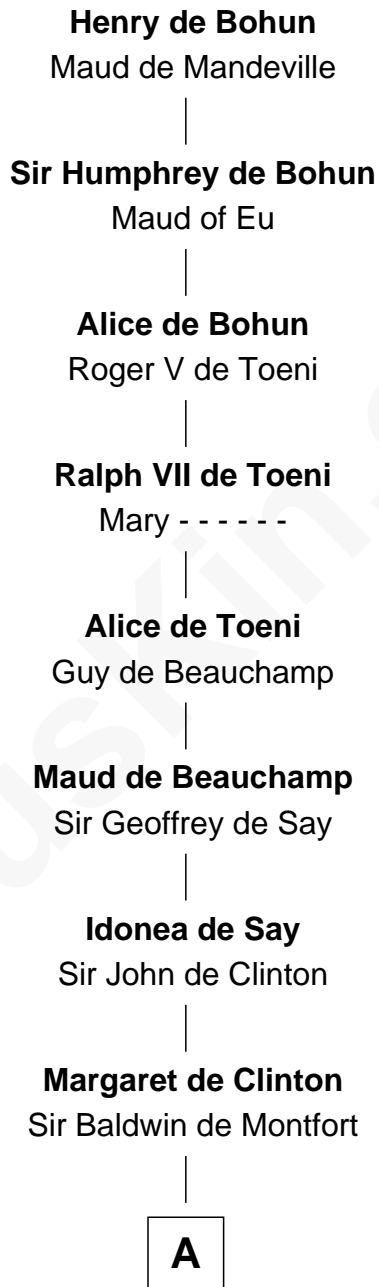 Henry de Bohun
Maud de Mandeville
Sir Humphrey de Bohun
Maud of Eu
Alice de Bohun
Roger V de Toeni
Ralph VII de Toeni
Mary - - - - - -
Alice de Toeni
Guy de Beauchamp
Maud de Beauchamp
Sir Geoffrey de Say
Idonea de Say
Sir John de Clinton
Margaret de Clinton
Sir Baldwin de Montfort
A